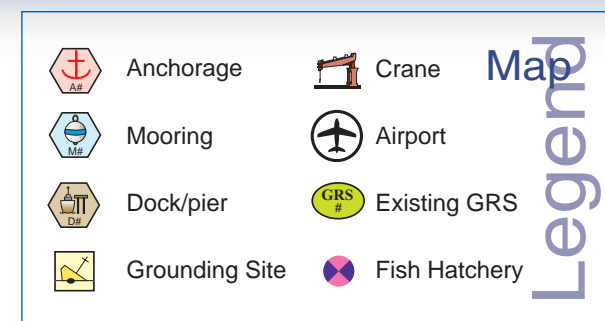 Map
Legend
A#
Anchorage
Crane
M#
Mooring
Airport
D#
Dock/pier
GRS
#
Existing GRS
Grounding Site
Fish Hatchery